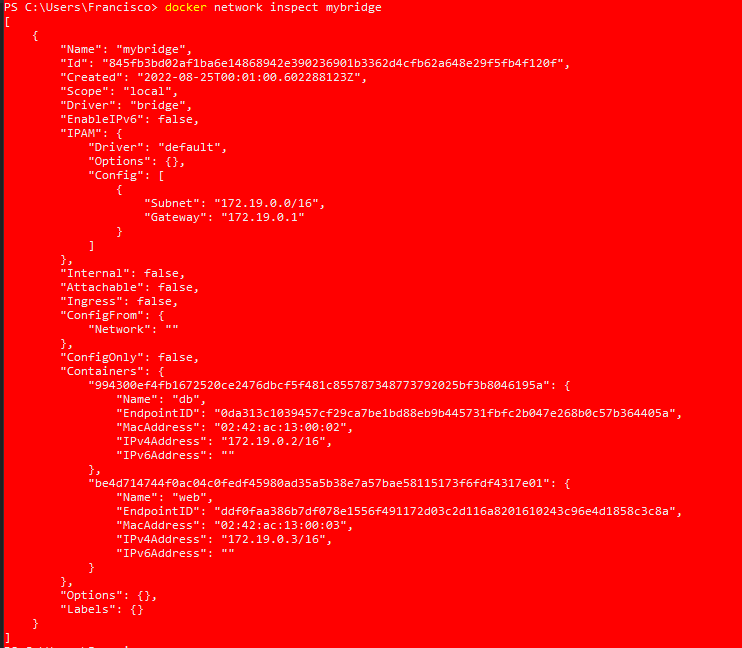 PS C:\Users\Francisco> docker network inspect mybridge
[
    {
        "Name": "mybridge",
        "Id": "845fb3bd02af1ba6e14868942e390236901b3362d4cfb62a648e29f5fb4f120f",
        "Created": "2022-08-25T00:01:00.602288123Z",
        "Scope": "local",
        "Driver": "bridge",
        "EnableIPv6": false,
        "IPAM": {
            "Driver": "default",
            "Options": {},
            "Config": [
                {
                    "Subnet": "172.19.0.0/16",
                    "Gateway": "172.19.0.1"
                }
            ]
        },
        "Internal": false,
        "Attachable": false,
        "Ingress": false,
        "ConfigFrom": {
            "Network": ""
        },
        "ConfigOnly": false,
        "Containers": {
            "994300ef4fb1672520ce2476dbcf5f481c855787348773792025bf3b8046195a": {
                "Name": "db",
                "EndpointID": "0da313c1039457cf29ca7be1bd88eb9b445731fbfc2b047e268b0c57b364405a",
                "MacAddress": "02:42:ac:13:00:02",
                "IPv4Address": "172.19.0.2/16",
                "IPv6Address": ""
            },
            "be4d714744f0ac04c0fedf45980ad35a5b38e7a57bae58115173f6fdf4317e01": {
                "Name": "web",
                "EndpointID": "ddf0faa386b7df078e1556f491172d03c2d116a8201610243c96e4d1858c3c8a",
                "MacAddress": "02:42:ac:13:00:03",
                "IPv4Address": "172.19.0.3/16",
                "IPv6Address": ""
            }
        },
        "Options": {},
        "Labels": {}
    }
]